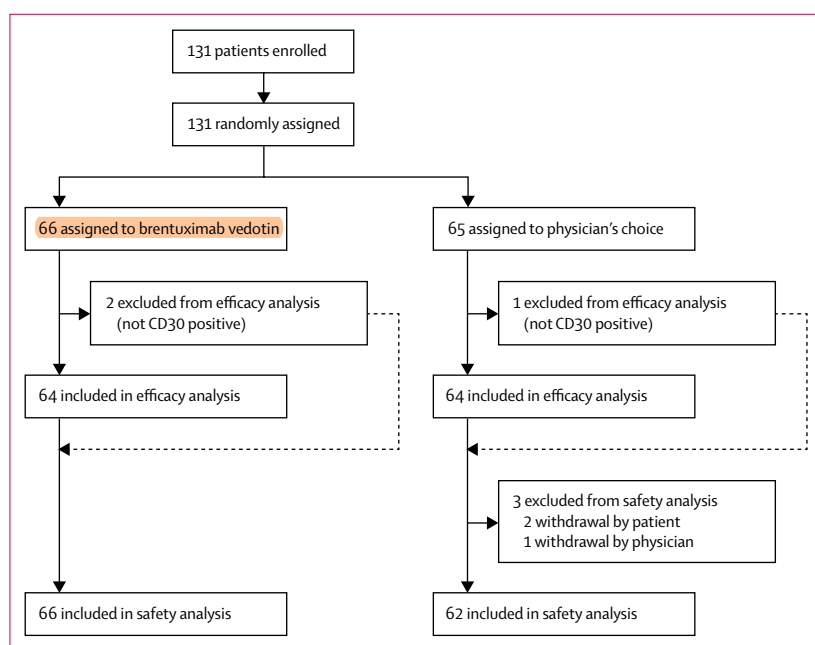 131 patients enrolled
131 randomly assigned
66 assigned to brentuximab vedotin
65 assigned to physician’s choice
2 excluded from efficacy analysis
(not CD30 positive)
1 excluded from efficacy analysis
(not CD30 positive)
64 included in efficacy analysis
64 included in efficacy analysis
3 excluded from safety analysis
2 withdrawal by patient
1 withdrawal by physician
66 included in safety analysis
62 included in safety analysis